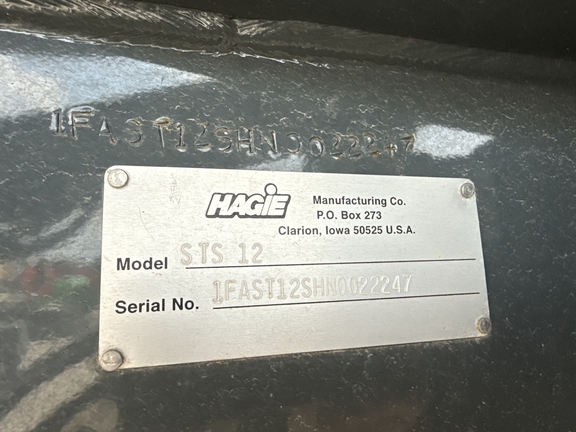 1FAST12SHN0022247
HAGIE
Manufacturing Co.
P.O. Box 273
Clarion, Iowa 50525 U.S.A.
Model STS 12
Serial No. 1FAST12SHN0022247